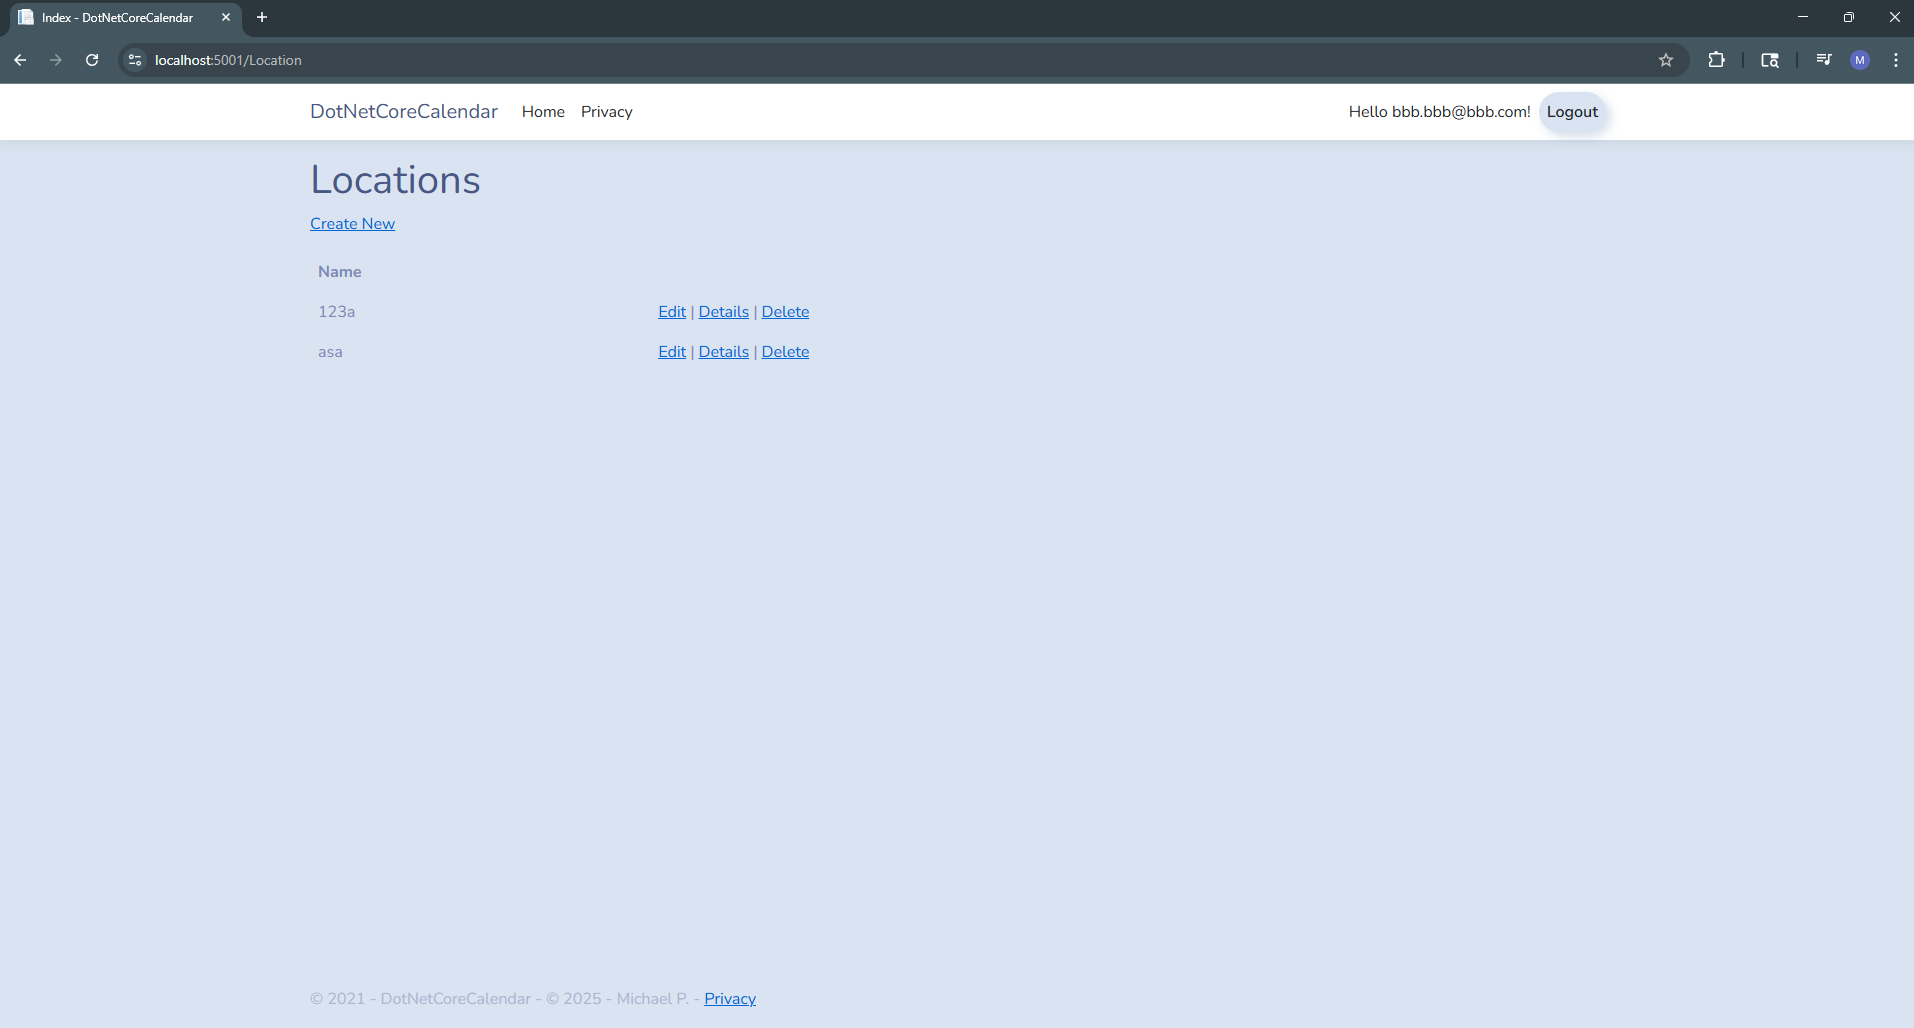 Index - DotNetCoreCalendar
localhost:5001/Location
M
DotNetCoreCalendar Home Privacy Hello bbb.bbb@bbb.com! Logout
Locations
Create New
Name
123a Edit | Details | Delete
asa Edit | Details | Delete
© 2021 - DotNetCoreCalendar - © 2025 - Michael P. - Privacy